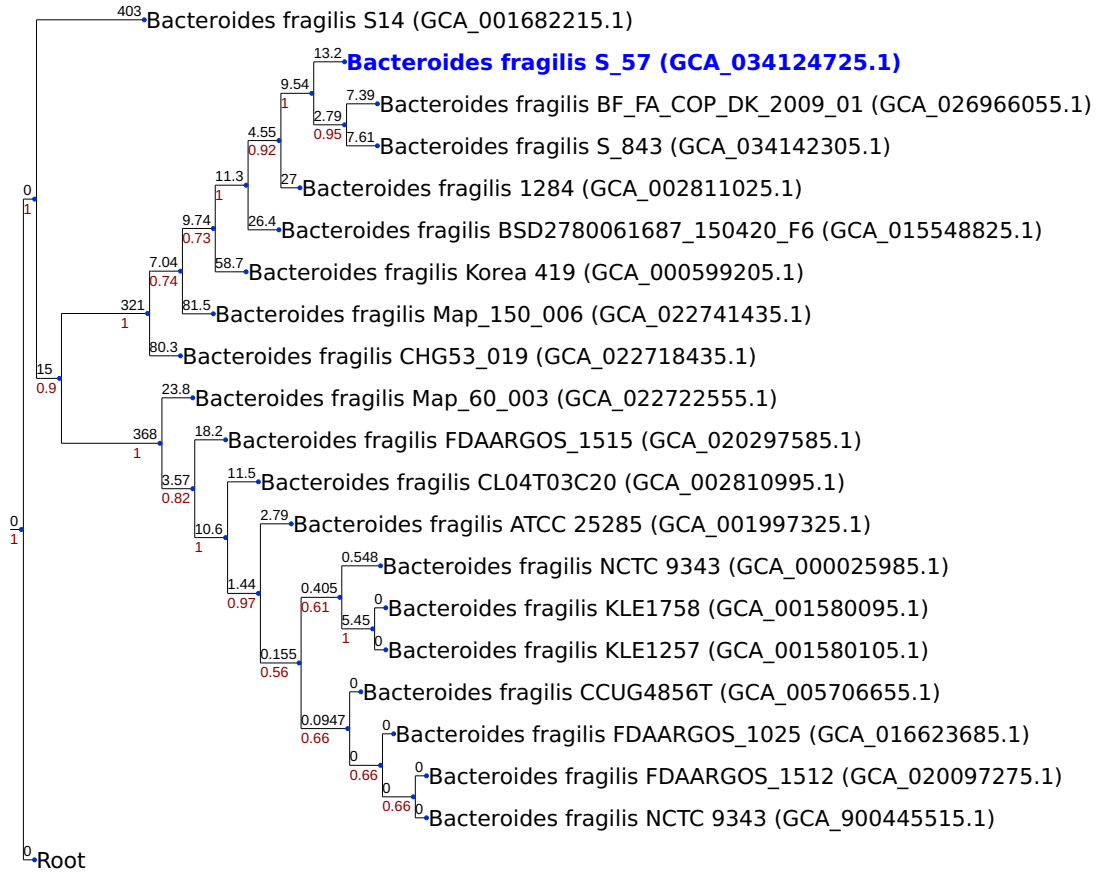 403 Bacteroides fragilis S14 (GCA_001682215.1)
13.2 Bacteroides fragilis S_57 (GCA_034124725.1)
9.54
1
7.39 Bacteroides fragilis BF_FA_COP_DK_2009_01 (GCA_026966055.1)
2.79
0.95
4.55
0.92
7.61 Bacteroides fragilis S_843 (GCA_034142305.1)
11.3
1
27 Bacteroides fragilis 1284 (GCA_002811025.1)
0
1
9.74
0.73
26.4 Bacteroides fragilis BSD2780061687_150420_F6 (GCA_015548825.1)
7.04
0.74
58.7 Bacteroides fragilis Korea 419 (GCA_000599205.1)
321
1
81.5 Bacteroides fragilis Map_150_006 (GCA_022741435.1)
80.3 Bacteroides fragilis CHG53_019 (GCA_022718435.1)
15
0.9
23.8 Bacteroides fragilis Map_60_003 (GCA_022722555.1)
368
1
18.2 Bacteroides fragilis FDAARGOS_1515 (GCA_020297585.1)
3.57
0.82
11.5 Bacteroides fragilis CL04T03C20 (GCA_002810995.1)
0
1
10.6
1
2.79 Bacteroides fragilis ATCC 25285 (GCA_001997325.1)
0.548 Bacteroides fragilis NCTC 9343 (GCA_000025985.1)
1.44
0.97
0.405
0.61
0 Bacteroides fragilis KLE1758 (GCA_001580095.1)
5.45
1
0 Bacteroides fragilis KLE1257 (GCA_001580105.1)
0.155
0.56
0 Bacteroides fragilis CCUG4856T (GCA_005706655.1)
0.0947
0.66
0 Bacteroides fragilis FDAARGOS_1025 (GCA_016623685.1)
0
0.66
0 Bacteroides fragilis FDAARGOS_1512 (GCA_020097275.1)
0
0.66
0 Bacteroides fragilis NCTC 9343 (GCA_900445515.1)
0 Root